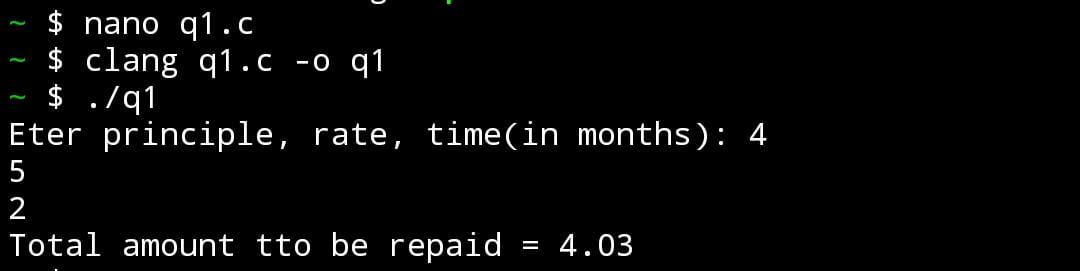 ~ $ nano q1.c
~ $ clang q1.c -o q1
~ $ ./q1
Eter principle, rate, time(in months): 4
5
2
Total amount tto be repaid = 4.03